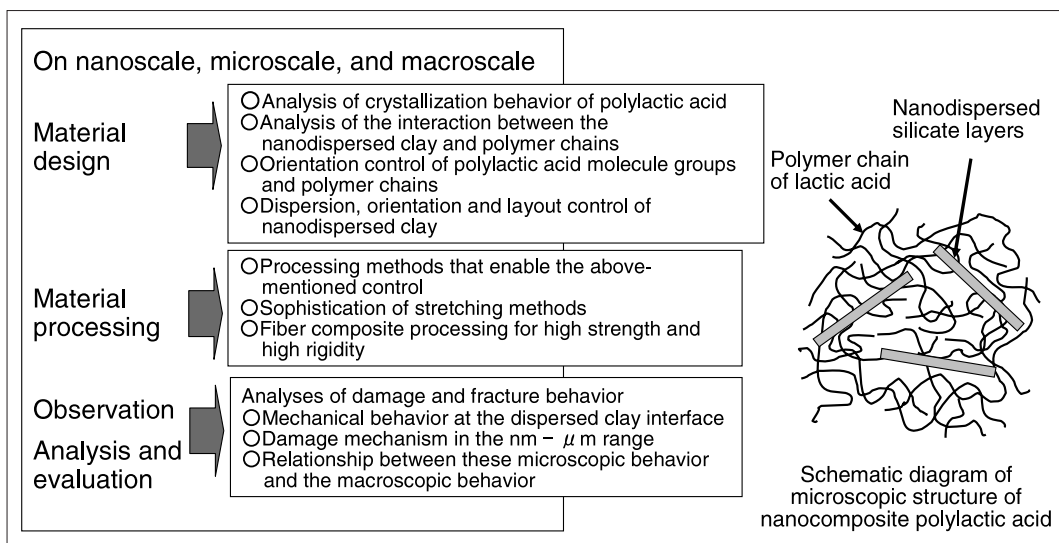 On nanoscale, microscale, and macroscale
Material
design
○Analysis of crystallization behavior of polylactic acid
○Analysis of the interaction between the
nanodispersed clay and polymer chains
○Orientation control of polylactic acid molecule groups
and polymer chains
○Dispersion, orientation and layout control of
nanodispersed clay
Material
processing
○Processing methods that enable the above-
mentioned control
○Sophistication of stretching methods
○Fiber composite processing for high strength and
high rigidity
Observation
Analysis and
evaluation
Analyses of damage and fracture behavior
○Mechanical behavior at the dispersed clay interface
○Damage mechanism in the nm − μm range
○Relationship between these microscopic behavior
and the macroscopic behavior
Nanodispersed
silicate layers
Polymer chain
of lactic acid
Schematic diagram of
microscopic structure of
nanocomposite polylactic acid